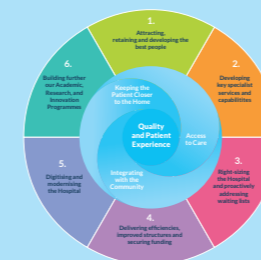 1.
Attracting,
retaining and developing the
best people
2.
Developing
key specialist
services and
capabilities
3.
Right-sizing
the Hospital
and proactively
addressing
waiting lists
4.
Delivering efficiencies,
improved structures and
securing funding
5.
Digitising and
modernising
the Hospital
6.
Building further
our Academic,
Research, and
Innovation
Programmes
Keeping the
Patient Closer
to the Home
Access
to Care
Integrating
with the
Community
Quality
and Patient
Experience